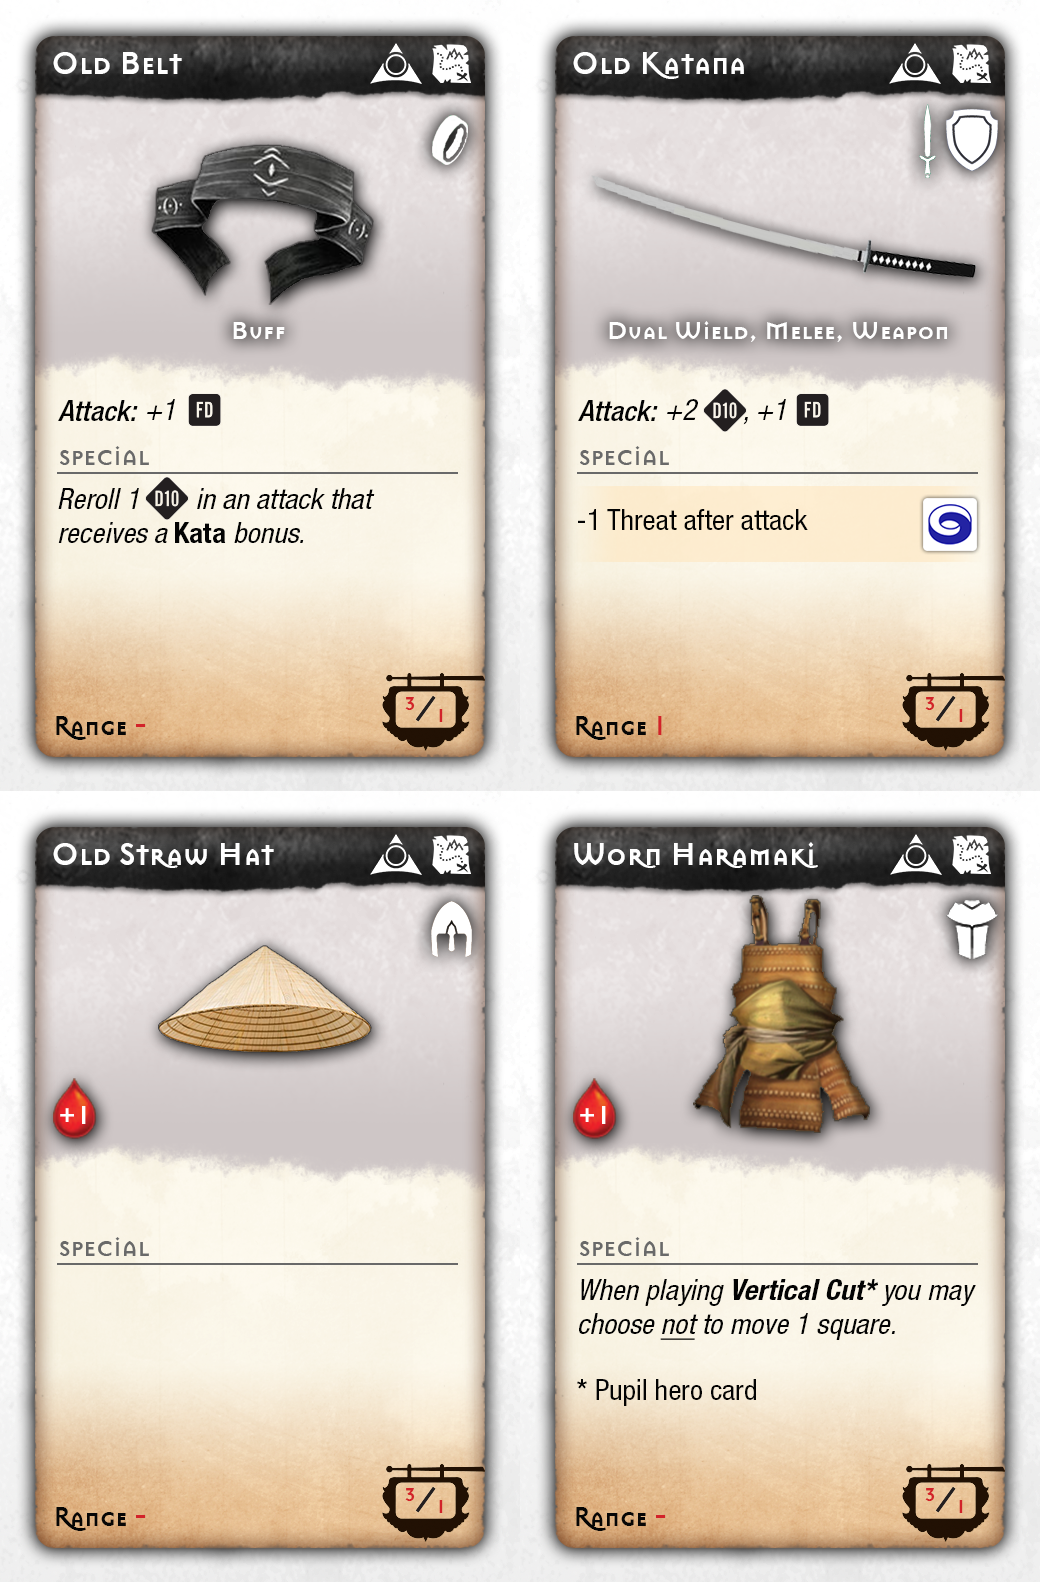 Old Belt
Buff
Attack: +1 FD
Special
Reroll 1 D10 in an attack that
receives a Kata bonus.
Range -
3/1
Old Katana
Dual Wield, Melee, Weapon
Attack: +2 D10, +1 FD
Special
-1 Threat after attack
Range 1
3/1
Old Straw Hat
+1
Special
Range -
3/1
Worn Haramaki
+1
Special
When playing Vertical Cut* you may
choose not to move 1 square.
* Pupil hero card
Range -
3/1